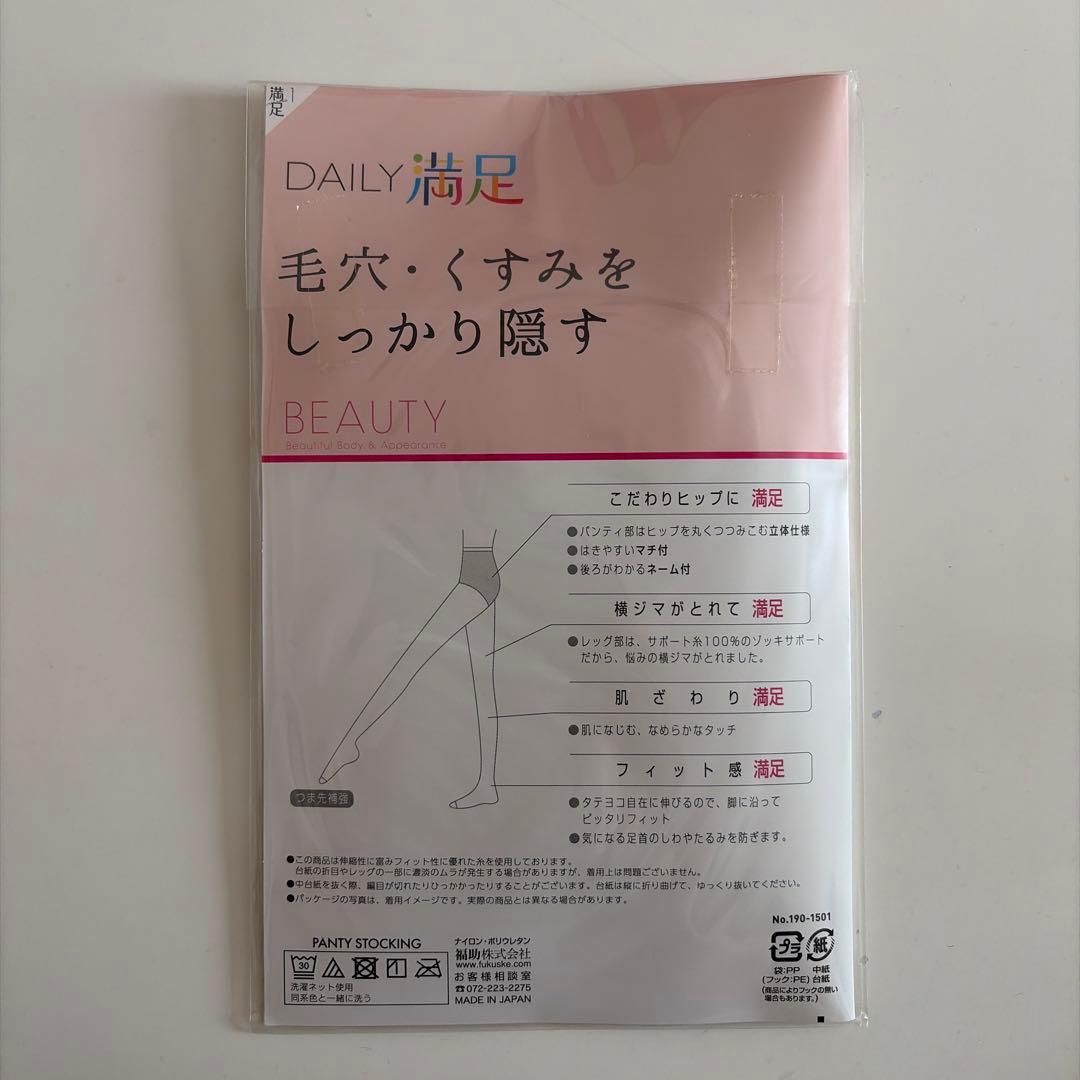 満足
DAILY 満足
毛穴・くすみを
しっかり隠す
BEAUTY
Beautiful Body & Appearance
こだわりヒップに 満足
●パンティ部はヒップを丸くつつみこむ立体仕様
●はきやすいマチ付
●後ろがわかるネーム付
横ジマがとれて 満足
●レッグ部は、サポート糸100%のゾッキサポート
だから、悩みの横ジマがとれました。
肌ざわり 満足
●肌になじむ、なめらかなタッチ
フィット感 満足
●タテヨコ自在に伸びるので、脚に沿って
ピッタリフィット
●気になる足首のしわやたるみを防ぎます。
つま先補強
●この商品は伸縮性に富みフィット性に優れた糸を使用しております。
台紙の折目やレッグの一部に濃淡のムラが発生する場合がありますが、着用上は問題ございません。
●中台紙を抜く際、編目が切れたりひっかかったりすることがございます。台紙は縦に折り曲げて、ゆっくり抜いてください。
●パッケージの写真は、着用イメージです。実際の商品とは異なる場合があります。
PANTY STOCKING
30
洗濯ネット使用
同系色と一緒に洗う
ナイロン・ポリウレタン
福助株式会社
www.fukuske.com
お客様相談室
☎072-223-2275
MADE IN JAPAN
No.190-1501
プラ 紙
袋:PP 中紙
(フック:PE) 台紙
(商品によりフックの無い
場合もあります。)